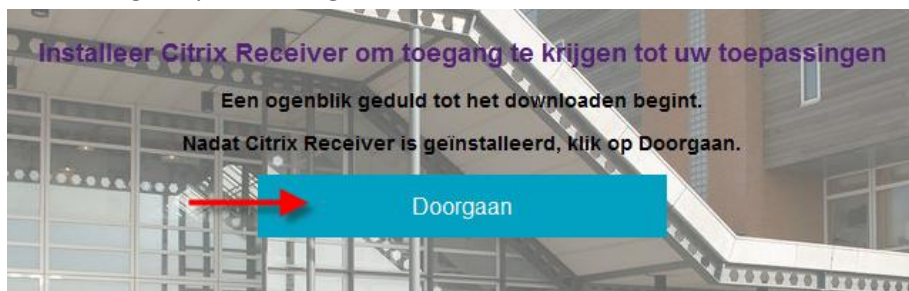 Installeer Citrix Receiver om toegang te krijgen tot uw toepassingen
Een ogenblik geduld tot het downloaden begint.
Nadat Citrix Receiver is geïnstalleerd, klik op Doorgaan.
Doorgaan